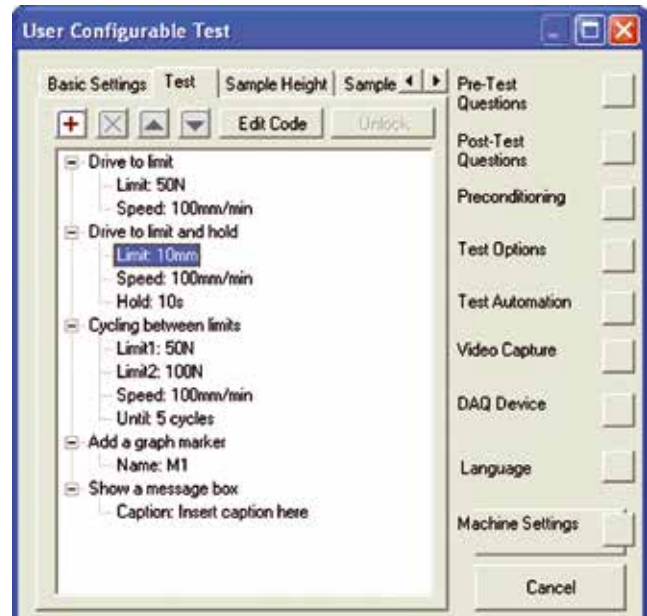 User Configurable Test
Basic Settings Test Sample Height Sample
Edit Code Unlock
Drive to limit
Limit: 50N
Speed: 100mm/min
Drive to limit and hold
Limit: 10mm
Speed: 100mm/min
Hold: 10s
Cycling between limits
Limit1: 50N
Limit2: 100N
Speed: 100mm/min
Until: 5 cycles
Add a graph marker
Name: M1
Show a message box
Caption: Insert caption here
Pre-Test
Questions
Post-Test
Questions
Preconditioning
Test Options
Test Automation
Video Capture
DAQ Device
Language
Machine Settings
Cancel